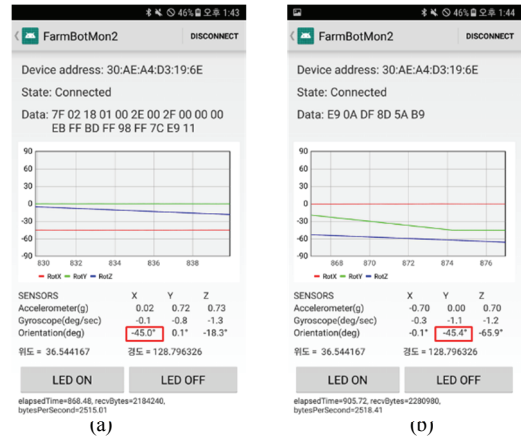 46% 오후 1:43
FarmBotMon2 DISCONNECT
Device address: 30:AE:A4:D3:19:6E
State: Connected
Data: 7F 02 18 01 00 2E 00 2F 00 00 00
EB FF BD FF 98 FF 7C E9 11
90
60
30
0
-30
-60
-90
830 832 834 836 838
RotX RotY RotZ
SENSORS X Y Z
Accelerometer(g) 0.02 0.72 0.73
Gyroscope(deg/sec) -0.1 -0.8 -1.3
Orientation(deg) -45.0° 0.1° -18.3°
위도 = 36.544167 경도 = 128.796326
LED ON LED OFF
elapsedTime=868.48, recvBytes=2184240,
bytesPerSecond=2515.01
(a)
46% 오후 1:44
FarmBotMon2 DISCONNECT
Device address: 30:AE:A4:D3:19:6E
State: Connected
Data: E9 0A DF 8D 5A B9
90
60
30
0
-30
-60
-90
868 870 872 874 876
RotX RotY RotZ
SENSORS X Y Z
Accelerometer(g) -0.70 0.00 0.70
Gyroscope(deg/sec) -0.3 -1.1 -1.2
Orientation(deg) -0.1° -45.4° -65.9°
위도 = 36.544167 경도 = 128.796326
LED ON LED OFF
elapsedTime=905.72, recvBytes=2280980,
bytesPerSecond=2518.41
(b)